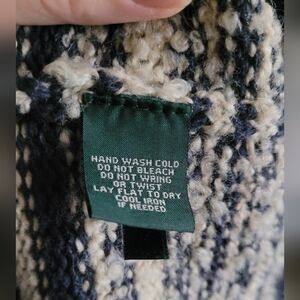 HAND WASH COLD
DO NOT BLEACH
DO NOT WRING
OR TWIST
LAY FLAT TO DRY
COOL IRON
IF NEEDED